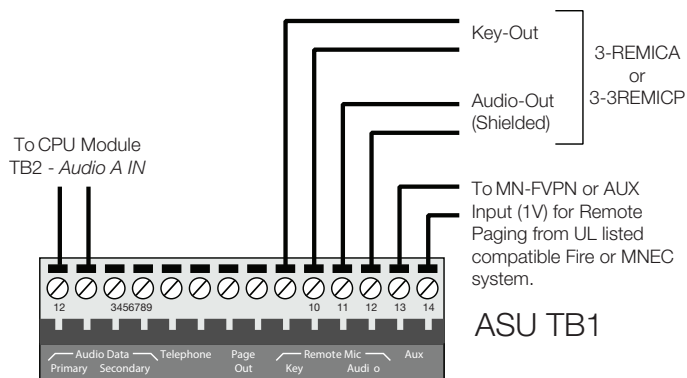 Key-Out
3-REMICA
or
3-3REMICP
Audio-Out
(Shielded)
To CPU Module
TB2 - Audio A IN
To MN-FVPN or AUX
Input (1V) for Remote
Paging from UL listed
compatible Fire or MNEC
system.
12 3456789 10 11 12 13 14
ASU TB1
Audio Data Telephone Page Remote Mic Aux
Primary Secondary Out Key Audi o